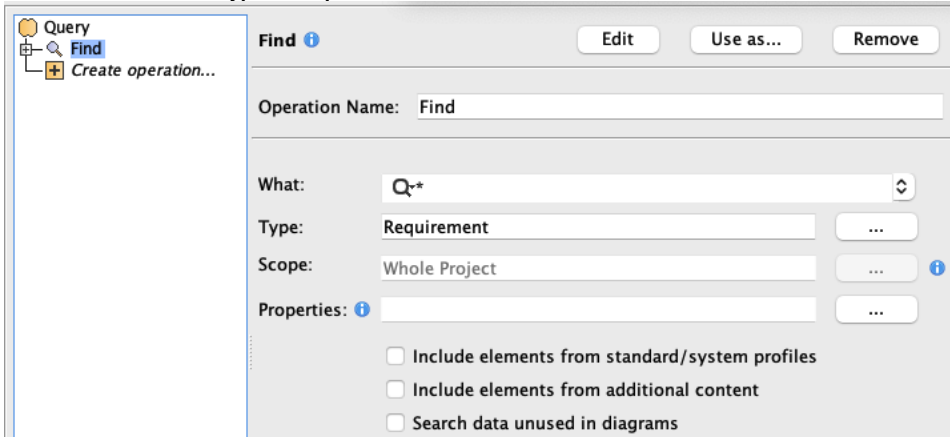 Query
Find
Create operation...
Find
Edit
Use as...
Remove
Operation Name: Find
What: *
Type: Requirement ...
Scope: Whole Project ...
Properties: ...
Include elements from standard/system profiles
Include elements from additional content
Search data unused in diagrams